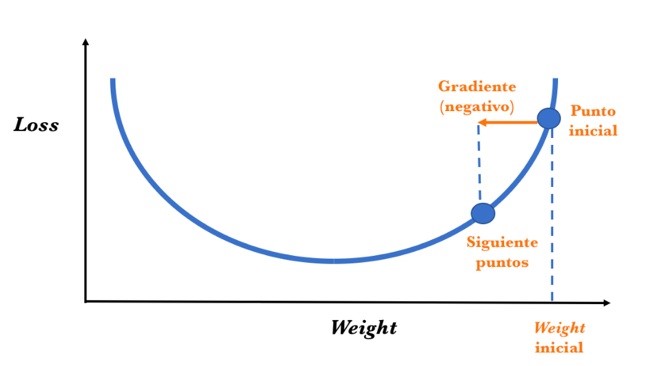 Gradiente
(negativo)
Punto
inicial
Loss
Siguiente
puntos
Weight
Weight
inicial